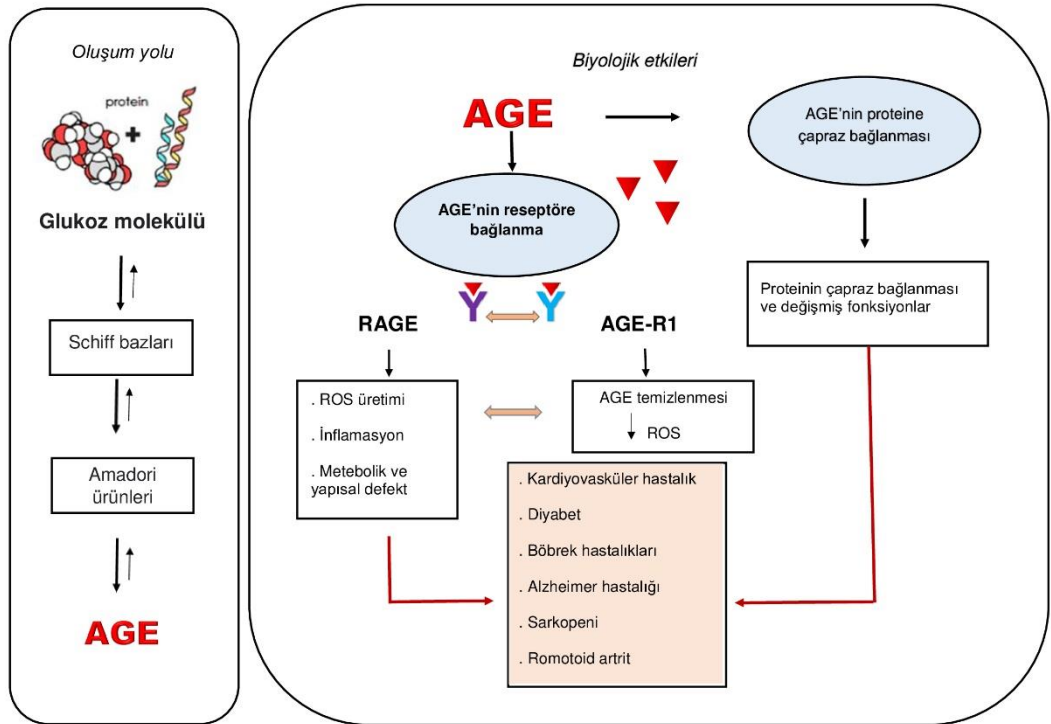 Oluşum yolu
protein
+
Glukoz molekülü
Schiff bazları
Amadori
ürünleri
AGE
Biyolojik etkileri
AGE
AGE'nin proteine
çapraz bağlanması
AGE'nin reseptöre
bağlanma
Proteinin çapraz bağlanması
ve değişmiş fonksiyonlar
RAGE
AGE-R1
. ROS üretimi
. İnflamasyon
. Metebolik ve
yapısal defekt
AGE temizlenmesi
ROS
. Kardiyovasküler hastalık
. Diyabet
. Böbrek hastalıkları
. Alzheimer hastalığı
. Sarkopeni
. Romotoid artrit